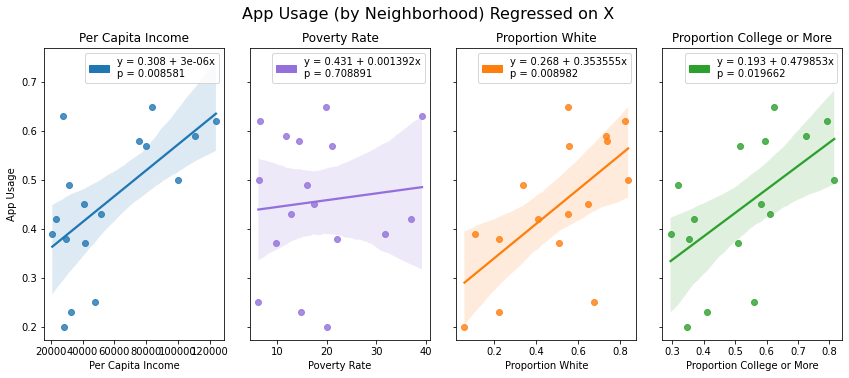 App Usage (by Neighborhood) Regressed on X
Per Capita Income
y = 0.308 + 3e-06x
p = 0.008581
App Usage
0.7
0.6
0.5
0.4
0.3
0.2
20000 40000 60000 80000 100000 120000
Per Capita Income
Poverty Rate
y = 0.431 + 0.001392x
p = 0.708891
10 20 30 40
Poverty Rate
Proportion White
y = 0.268 + 0.353555x
p = 0.008982
0.2 0.4 0.6 0.8
Proportion White
Proportion College or More
y = 0.193 + 0.479853x
p = 0.019662
0.3 0.4 0.5 0.6 0.7 0.8
Proportion College or More